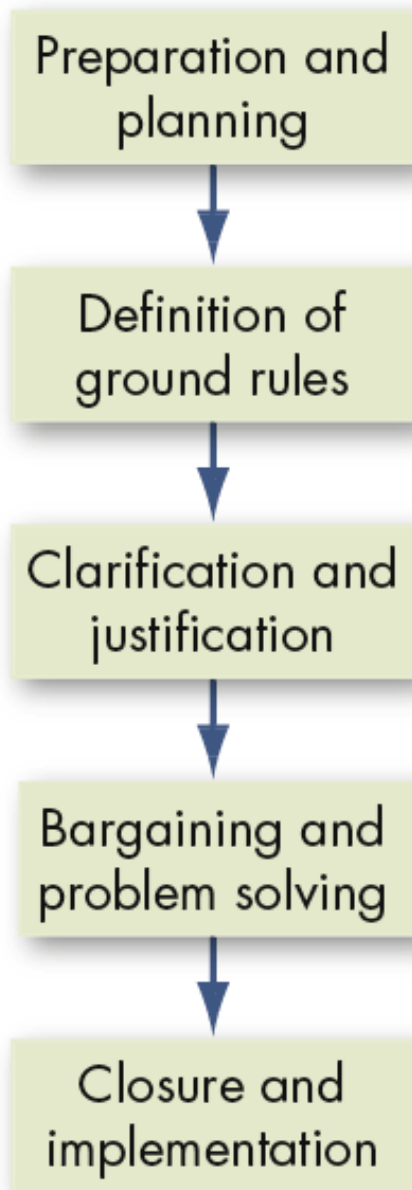 Preparation and
planning
Definition of
ground rules
Clarification and
justification
Bargaining and
problem solving
Closure and
implementation